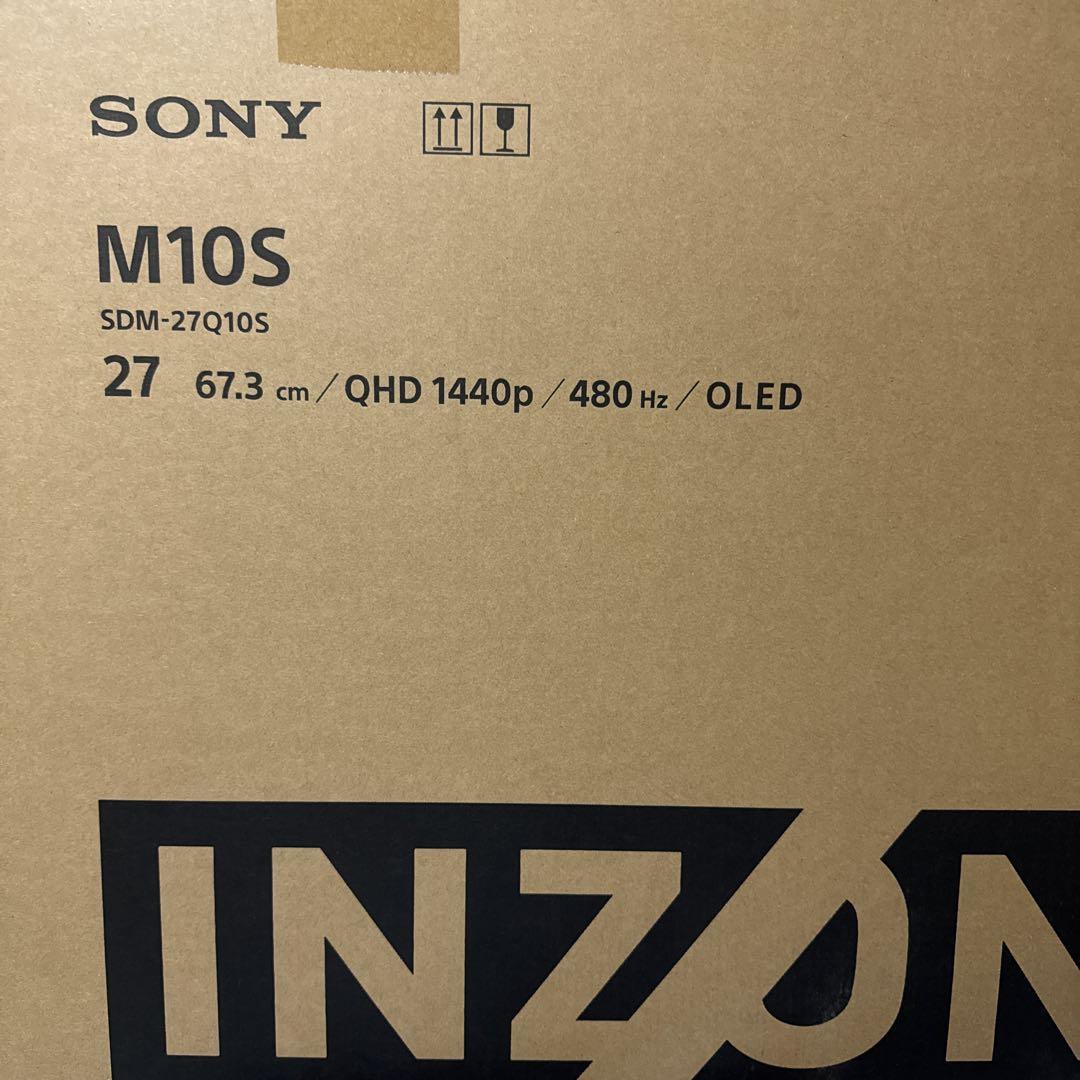 SONY
M10S
SDM-27Q10S
27 67.3 cm / QHD 1440p / 480 Hz / OLED
INZON